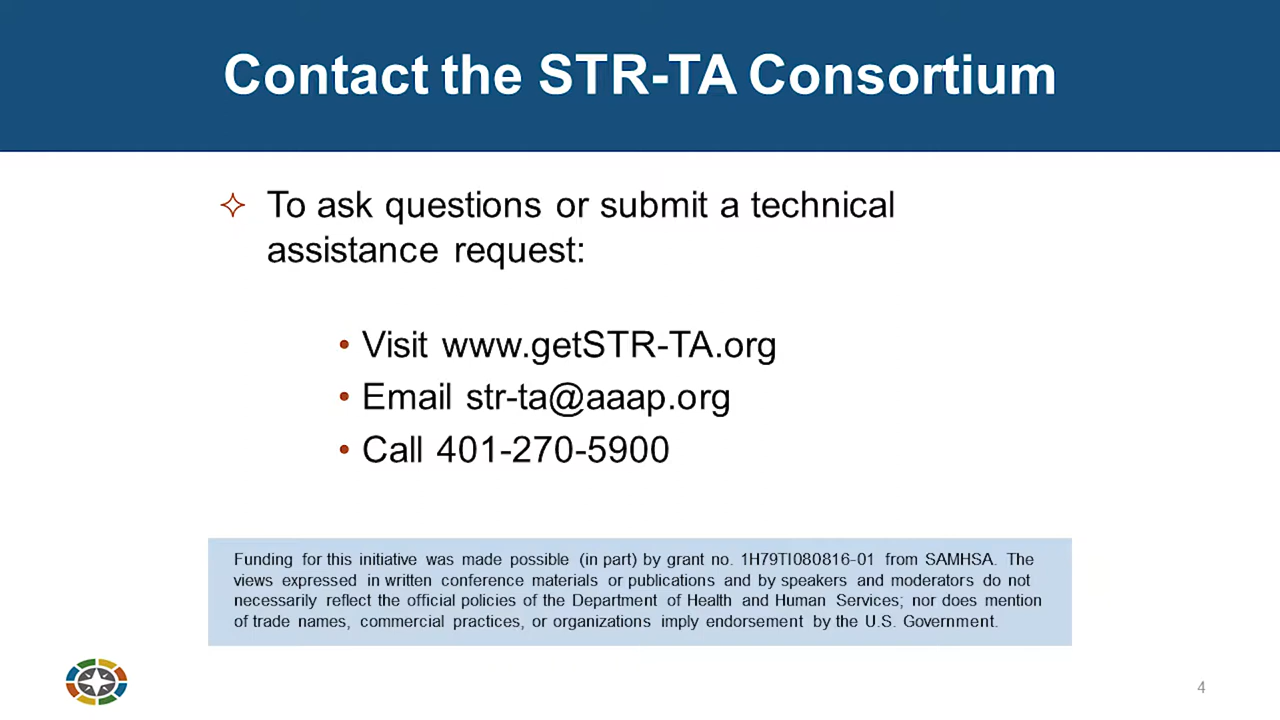 Contact the STR-TA Consortium
To ask questions or submit a technical
assistance request:
• Visit www.getSTR-TA.org
• Email str-ta@aaap.org
• Call 401-270-5900
Funding for this initiative was made possible (in part) by grant no. 1H79TI080816-01 from SAMHSA. The
views expressed in written conference materials or publications and by speakers and moderators do not
necessarily reflect the official policies of the Department of Health and Human Services; nor does mention
of trade names, commercial practices, or organizations imply endorsement by the U.S. Government.
4